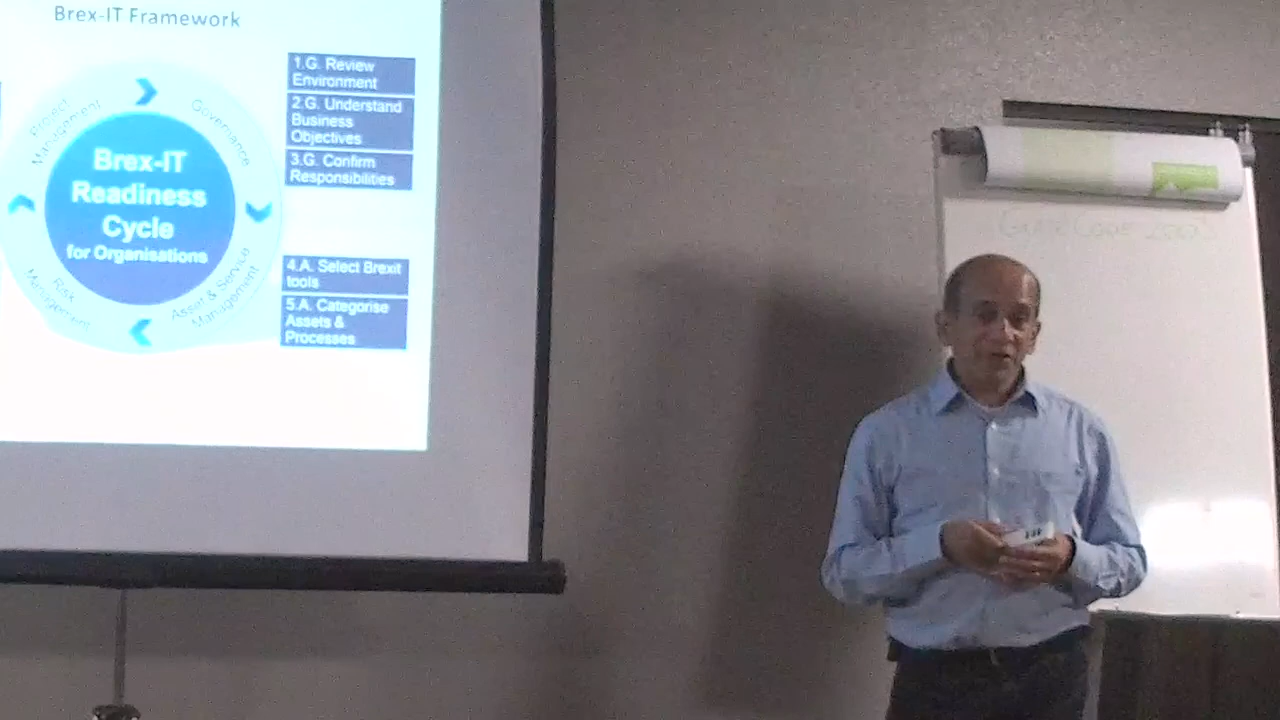 Brex-IT Framework
Project
Management
Governance
Brex-IT
Readiness
Cycle
for Organisations
Risk
Management
Asset & Service
Management
1.G. Review
Environment
2.G. Understand
Business
Objectives
3.G. Confirm
Responsibilities
4.A. Select Brexit
tools
5.A. Categorise
Assets &
Processes